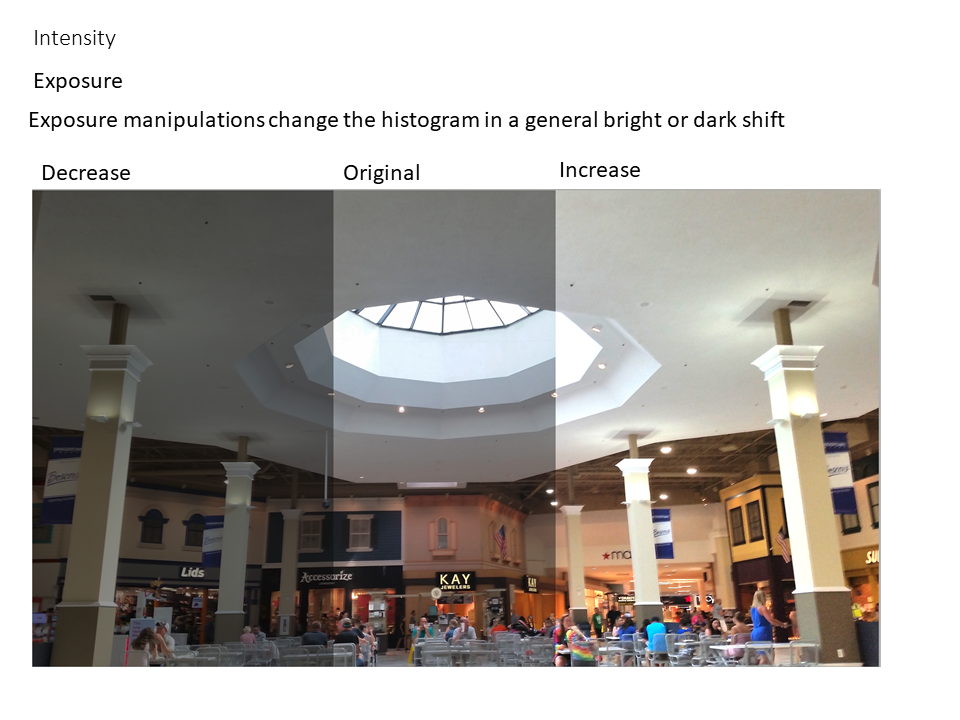 Intensity
Exposure
Exposure manipulations change the histogram in a general bright or dark shift
Decrease
Original
Increase
Lids
Accessorize
KAY
JEWELERS
KAY